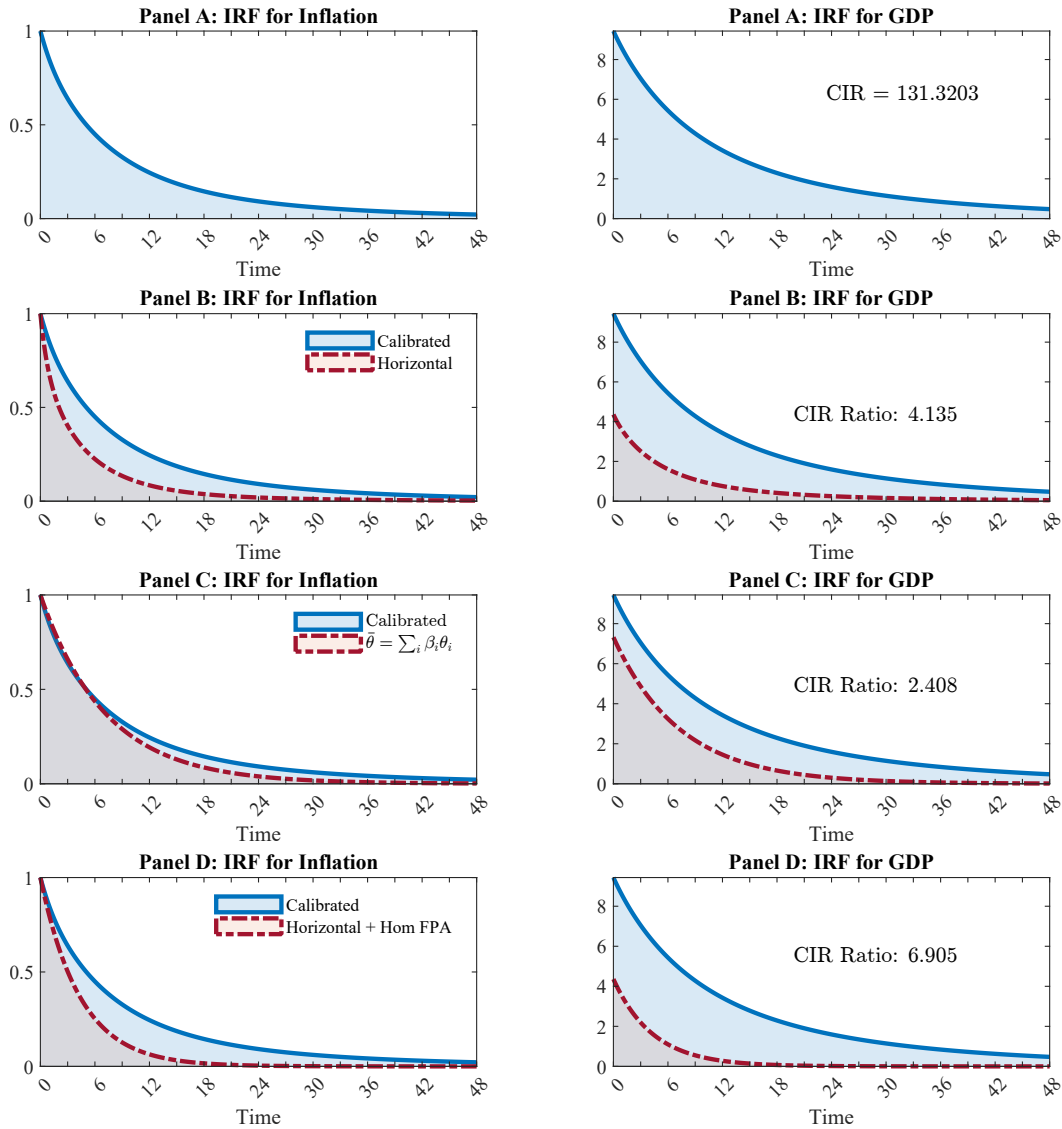 Panel A: IRF for Inflation
1
0.5
0
0 6 12 18 24 30 36 42 48
Time
Panel A: IRF for GDP
8
6
4
2
0
CIR = 131.3203
0 6 12 18 24 30 36 42 48
Time
Panel B: IRF for Inflation
1
0.5
0
Calibrated
Horizontal
0 6 12 18 24 30 36 42 48
Time
Panel B: IRF for GDP
8
6
4
2
0
CIR Ratio: 4.135
0 6 12 18 24 30 36 42 48
Time
Panel C: IRF for Inflation
1
0.5
0
Calibrated
θ̄ = ∑ᵢ βᵢθᵢ
0 6 12 18 24 30 36 42 48
Time
Panel C: IRF for GDP
8
6
4
2
0
CIR Ratio: 2.408
0 6 12 18 24 30 36 42 48
Time
Panel D: IRF for Inflation
1
0.5
0
Calibrated
Horizontal + Hom FPA
0 6 12 18 24 30 36 42 48
Time
Panel D: IRF for GDP
8
6
4
2
0
CIR Ratio: 6.905
0 6 12 18 24 30 36 42 48
Time